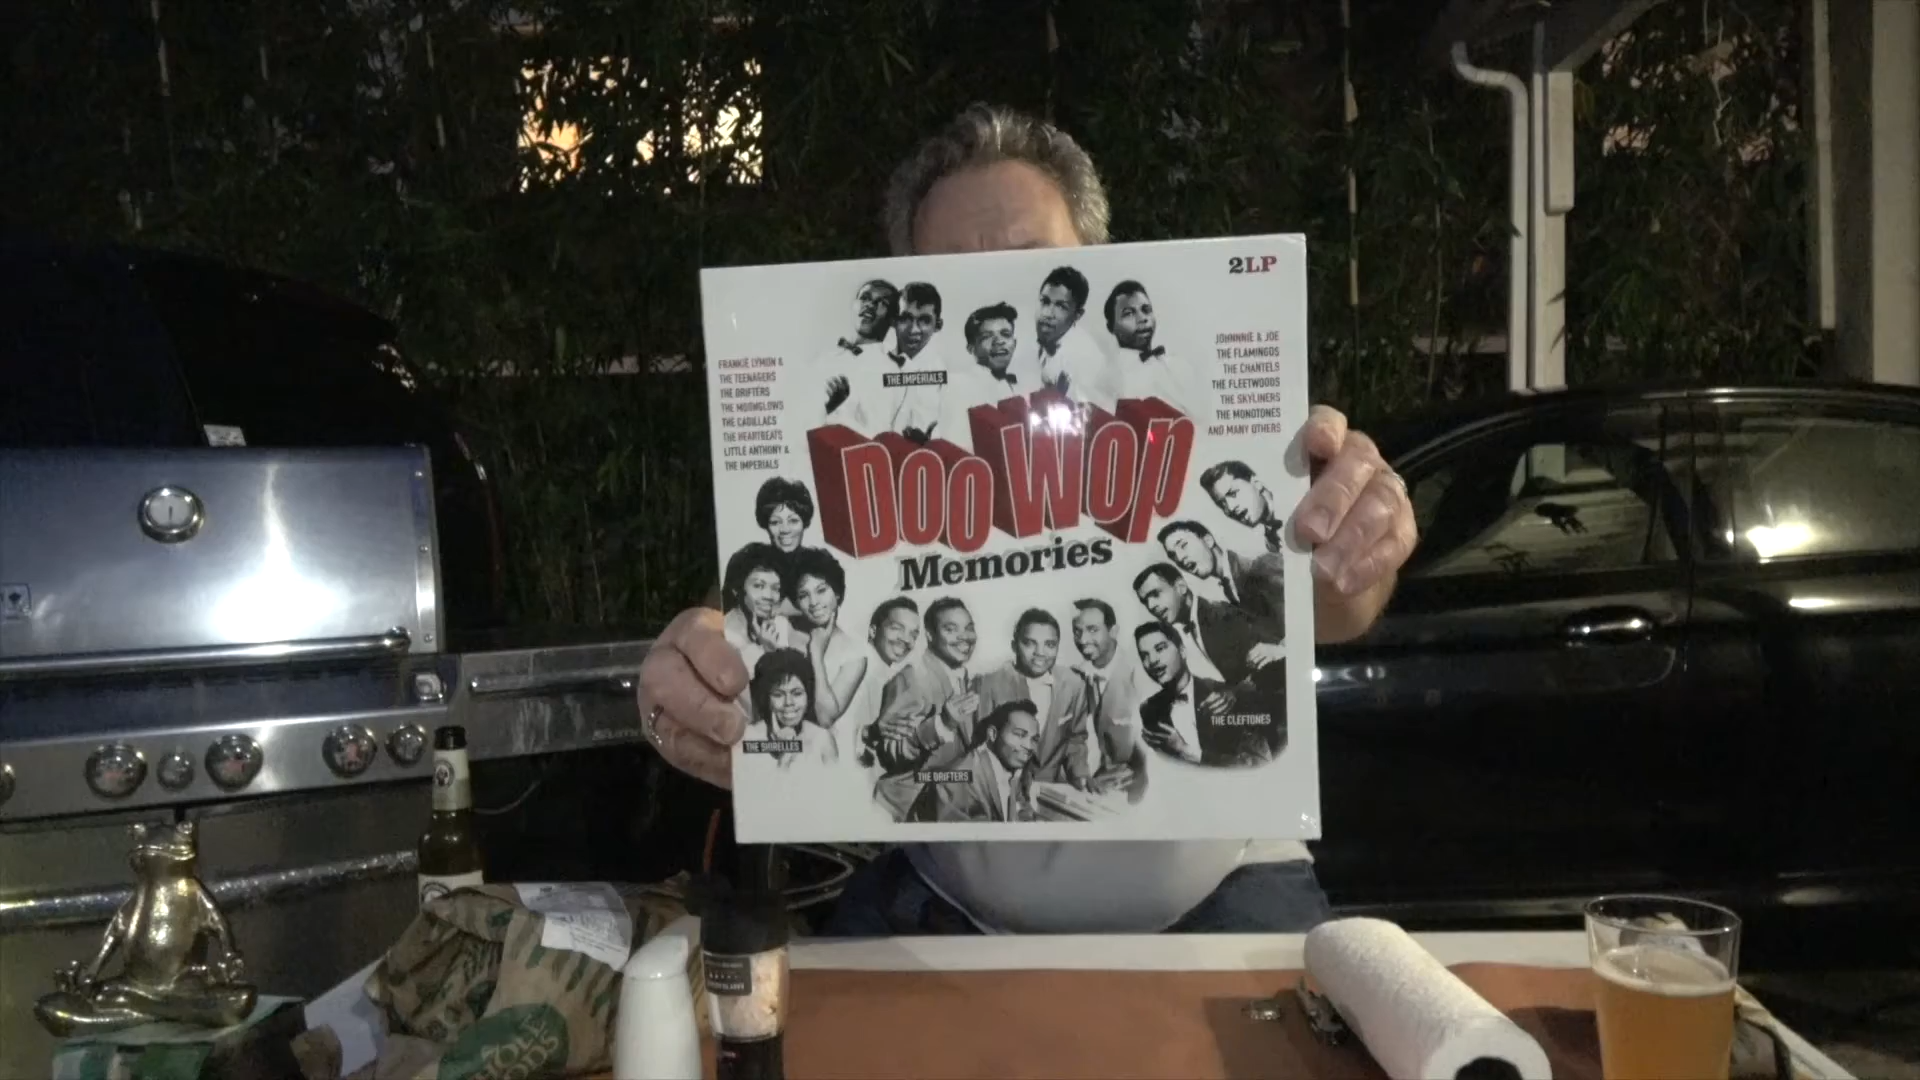 2LP
FRANKIE LYMON &
THE TEENAGERS
THE DRIFTERS
THE MOONGLOWS
THE CADILLACS
THE HEARTBEATS
LITTLE ANTHONY &
THE IMPERIALS
JOHNNIE & JOE
THE FLAMINGOS
THE CHANTELS
THE FLEETWOODS
THE SKYLINERS
THE MONOTONES
AND MANY OTHERS
THE IMPERIALS
Doo Wop
Memories
THE SHIRELLES
THE DRIFTERS
THE CLEFTONES
WHOLE
FOODS